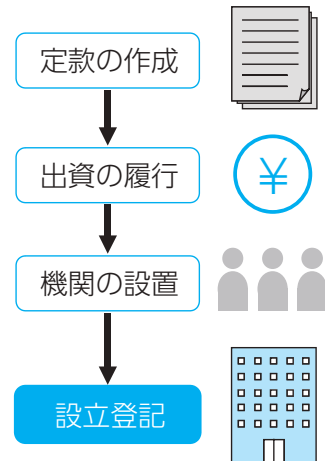 定款の作成
出資の履行
¥
機関の設置
設立登記